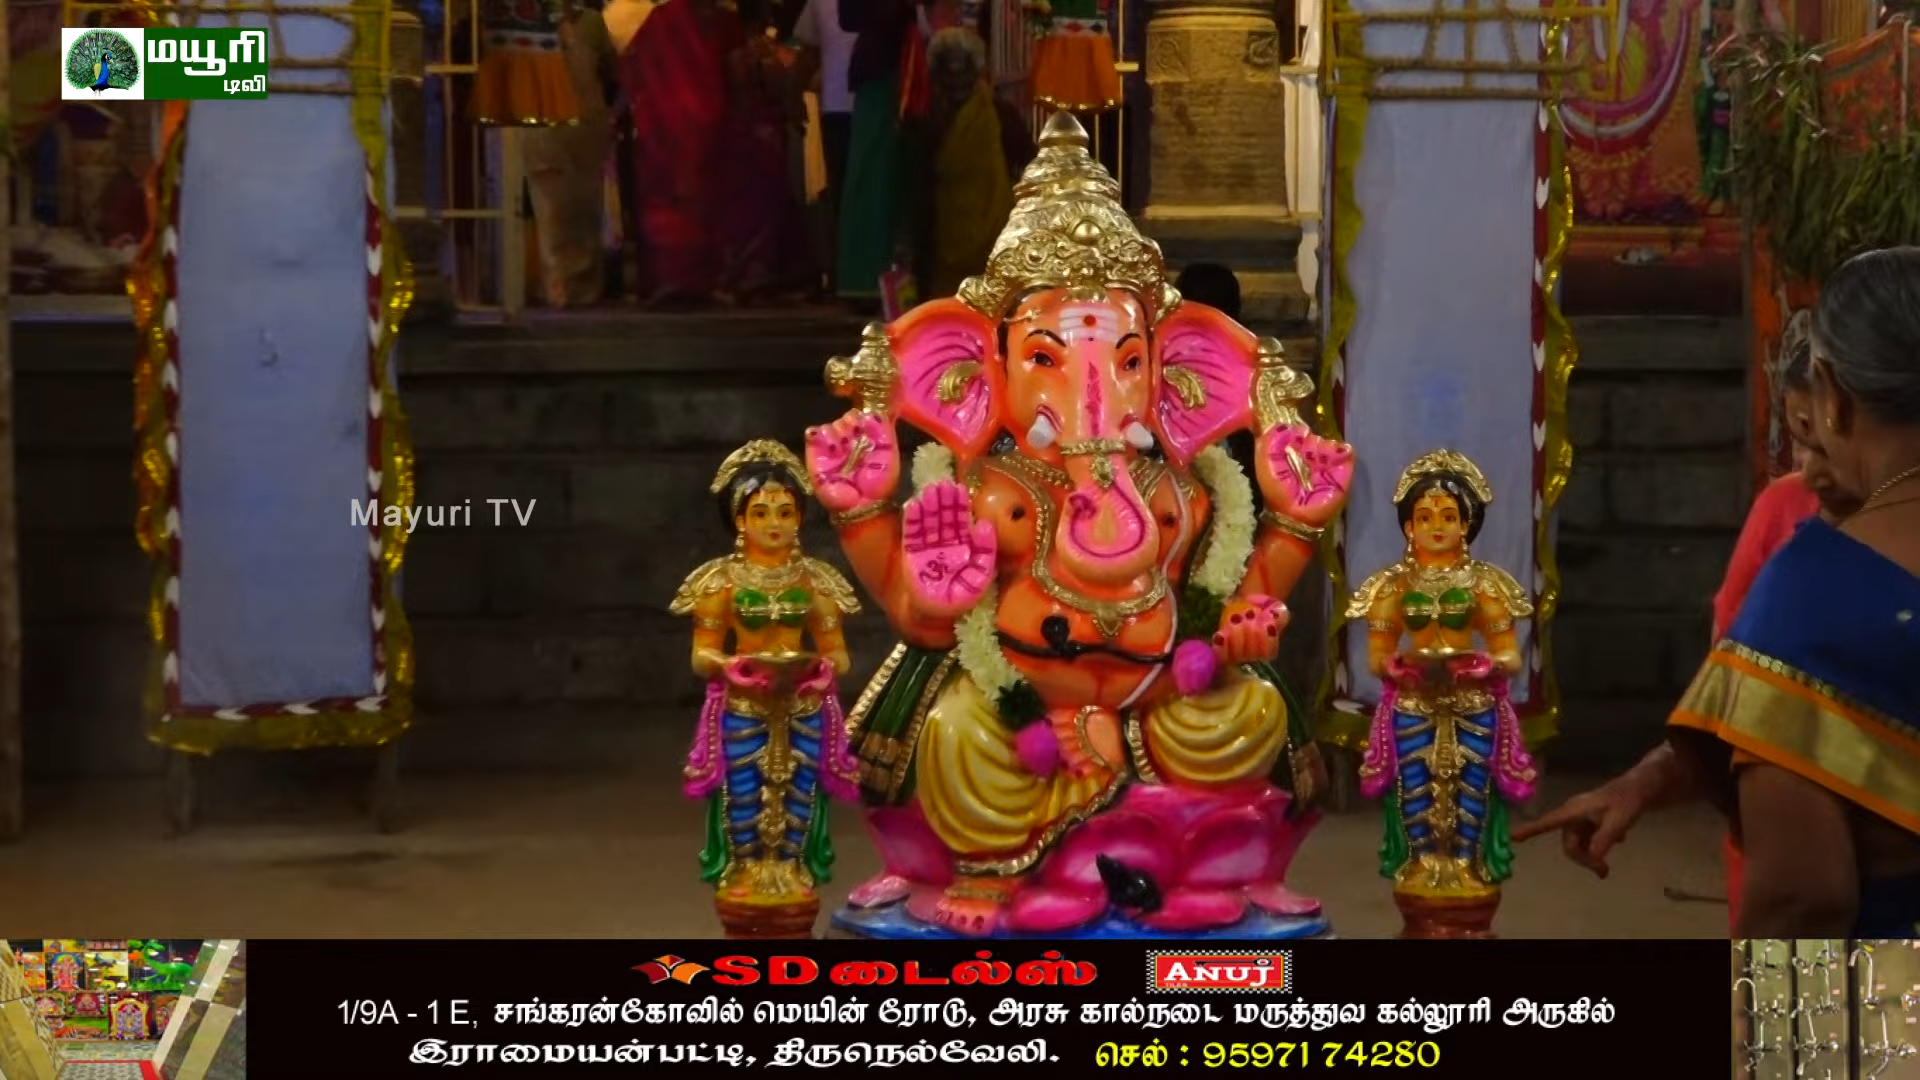 மயூரி
டிவி
Mayuri TV
SD டைல்ஸ் ANUJ
1/9A - 1 E, சங்கரன்கோவில் மெயின் ரோடு, அரசு கால்நடை மருத்துவ கல்லூரி அருகில்
இராமையன்பட்டி, திருநெல்வேலி. செல் : 95971 74280